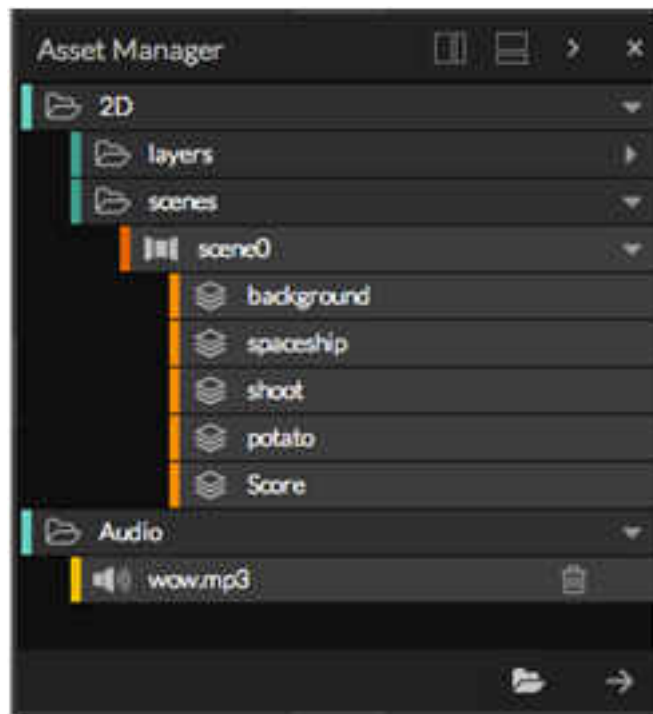 Asset Manager
2D
layers
scenes
scene0
background
spaceship
shoot
potato
Score
Audio
wow.mp3